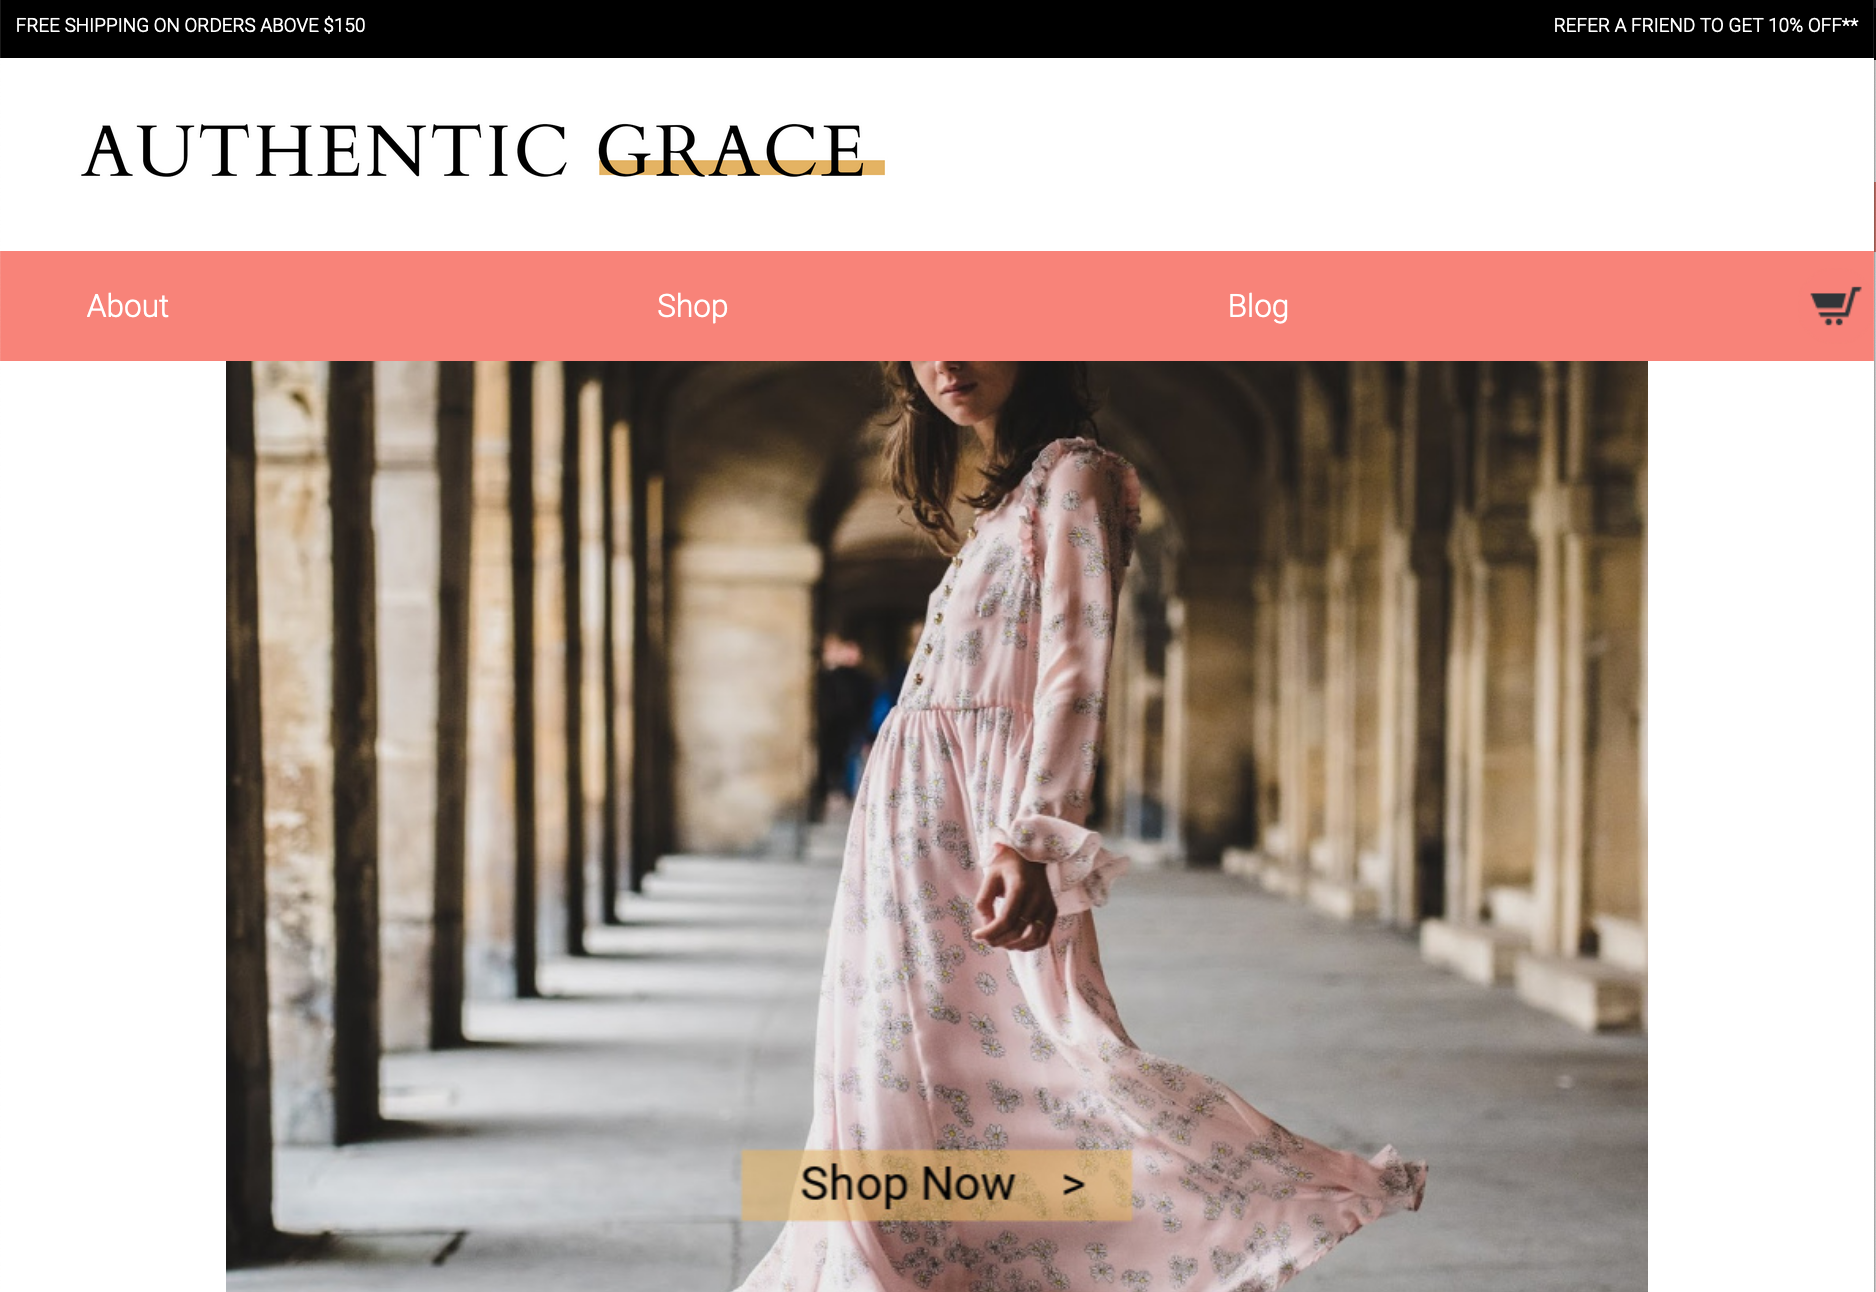 FREE SHIPPING ON ORDERS ABOVE $150
REFER A FRIEND TO GET 10% OFF**
AUTHENTIC GRACE
About
Shop
Blog
Shop Now >